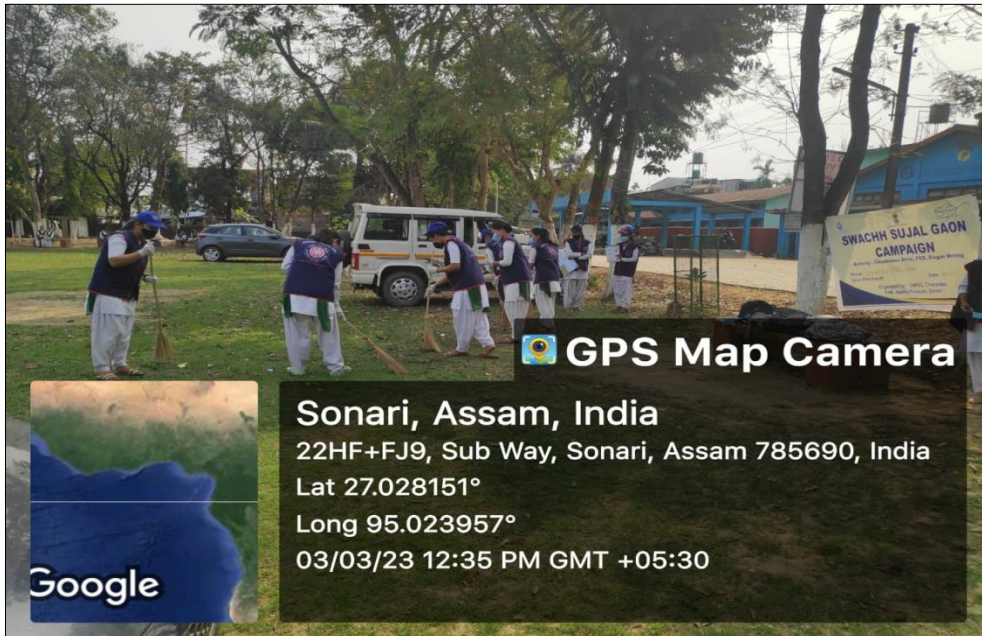 SWACHH SUJAL GAON
CAMPAIGN
GPS Map Camera
Sonari, Assam, India
22HF+FJ9, Sub Way, Sonari, Assam 785690, India
Lat 27.028151°
Long 95.023957°
03/03/23 12:35 PM GMT +05:30
Google